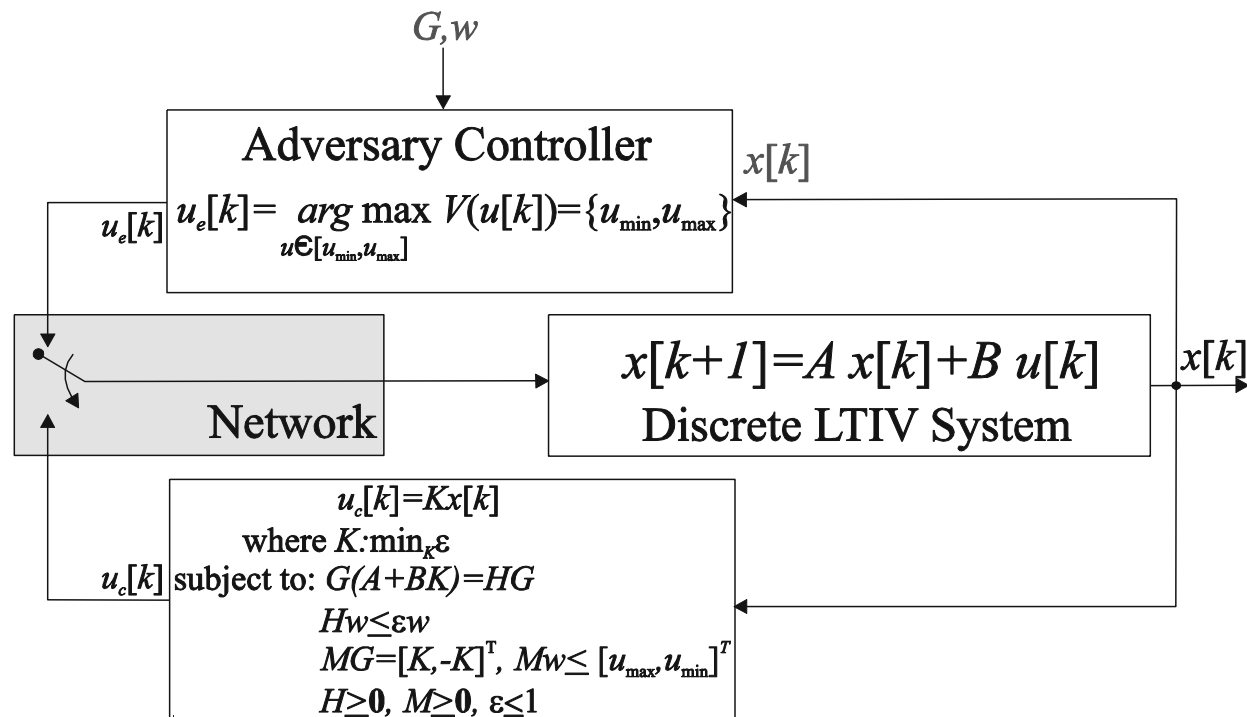 G,w
Adversary Controller
x[k]
u_e[k]= arg max V(u[k])={u_min,u_max}
u∈[u_min,u_max]
u_e[k]
x[k+1]=A x[k]+B u[k]
x[k]
Network
Discrete LTIV System
u_c[k]=Kx[k]
where K:min_K ε
u_c[k]
subject to: G(A+BK)=HG
Hw≤εw
MG=[K,-K]^T, Mw≤ [u_max,u_min]^T
H≥0, M≥0, ε≤1